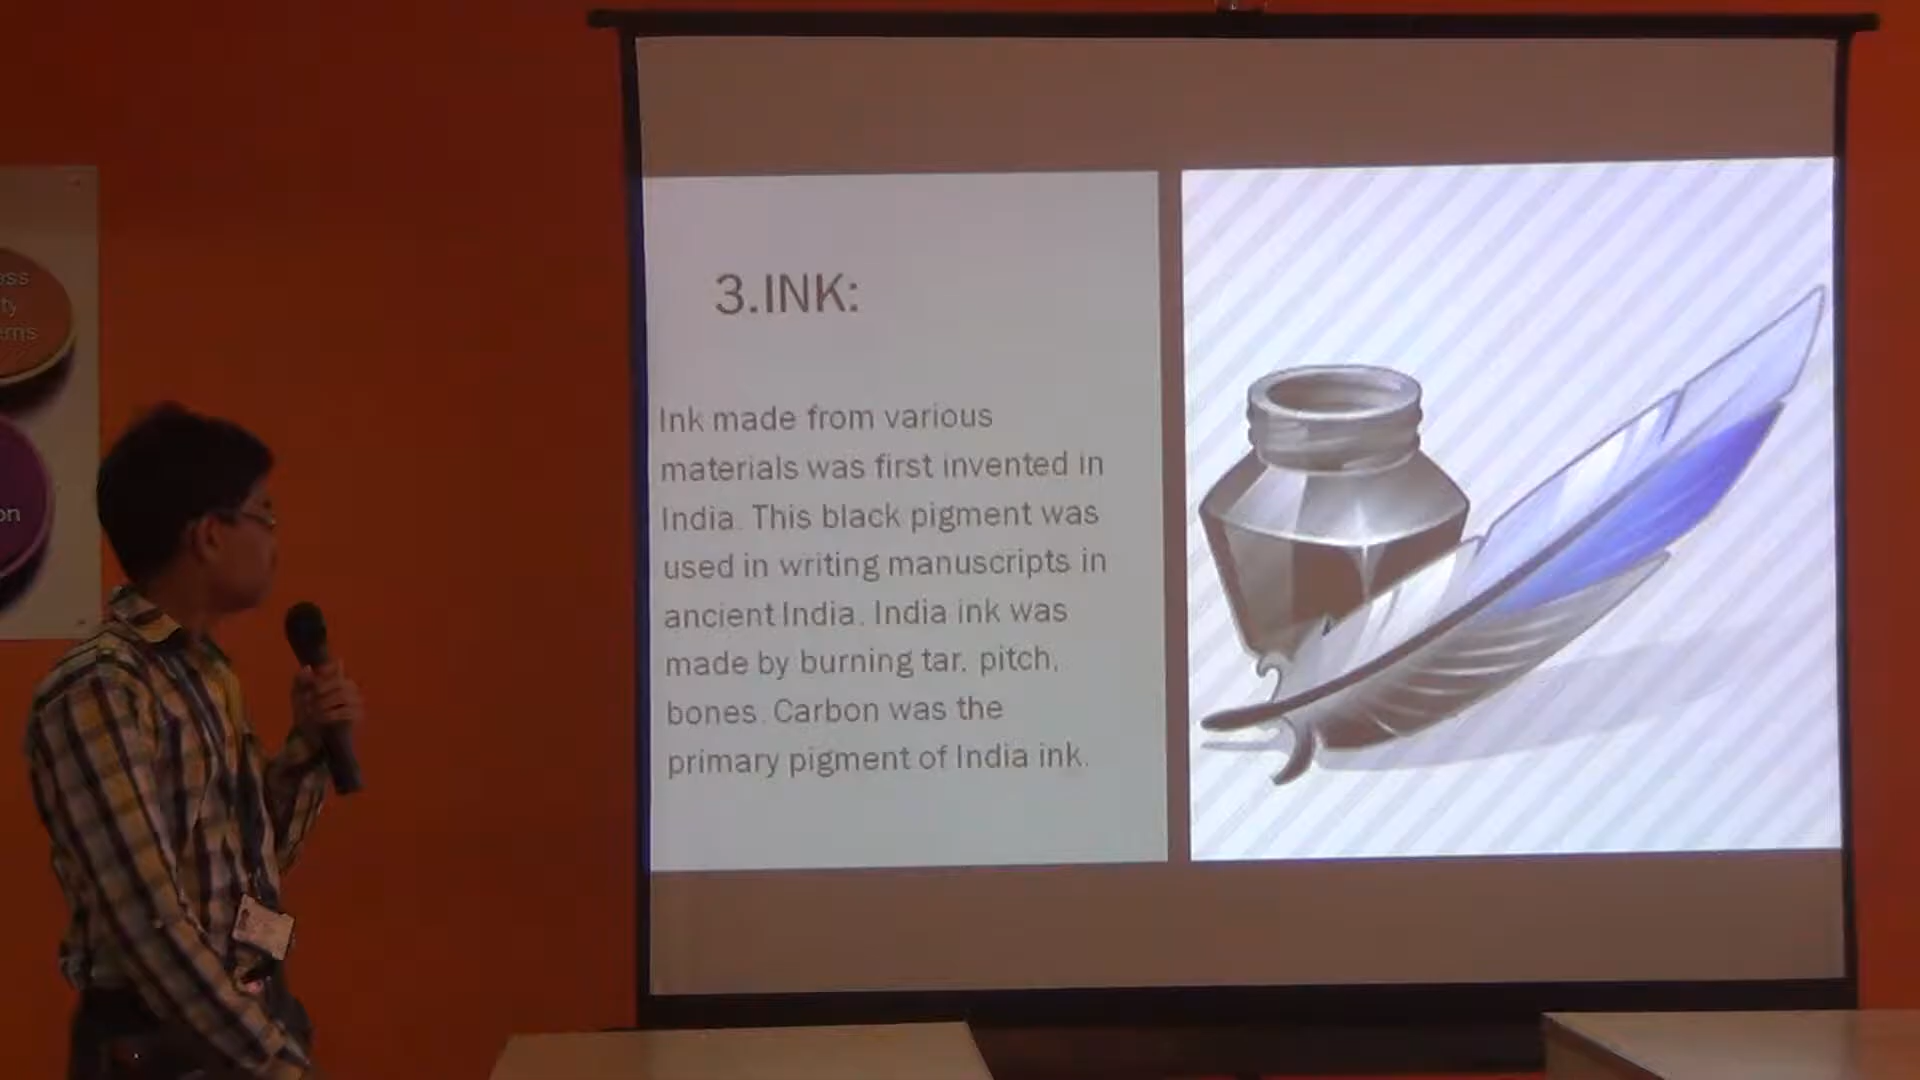 3.INK:
Ink made from various
materials was first invented in
India. This black pigment was
used in writing manuscripts in
ancient India. India ink was
made by burning tar, pitch,
bones. Carbon was the
primary pigment of India ink.